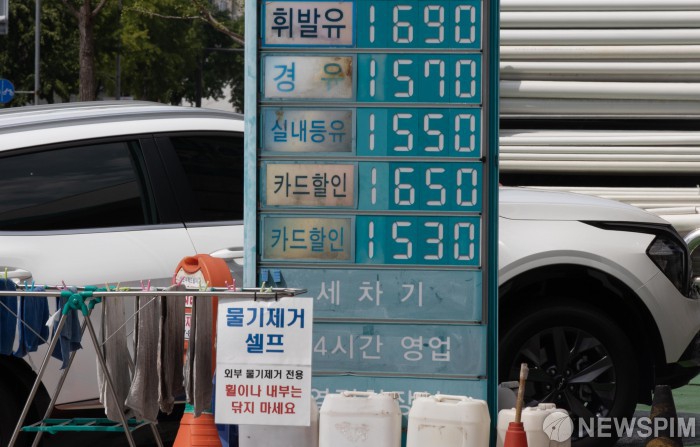 휘발유 1690
경유 1570
실내등유 1550
카드할인 1650
카드할인 1530
세차기
24시간 영업
물기제거
셀프
외부 물기제거 전용
휠이나 내부는
닦지 마세요
NEWSPIM